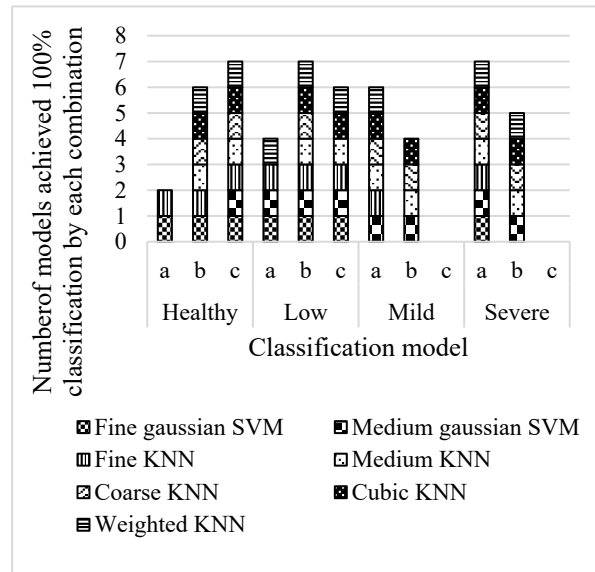 Numberof models achieved 100%
classification by each combination
8
7
6
5
4
3
2
1
0
a b c a b c a b c a b c
Healthy Low Mild Severe
Classification model
Fine gaussian SVM Medium gaussian SVM
Fine KNN Medium KNN
Coarse KNN Cubic KNN
Weighted KNN